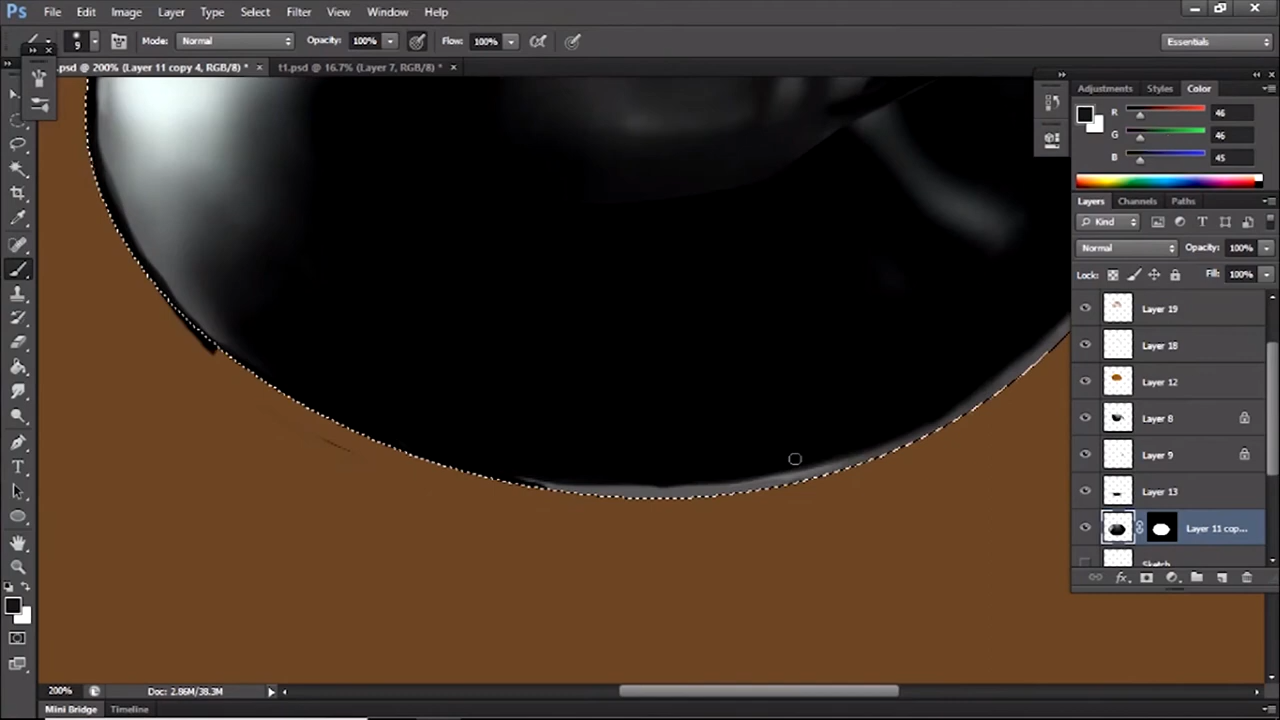 Ps File Edit Image Layer Type Select Filter View Window Help
9 Mode: Normal Opacity: 100% Flow: 100% Essentials
.psd @ 200% (Layer 11 copy 4, RGB/8) * × t1.psd @ 16.7% (Layer 7, RGB/8) * ×
Adjustments Styles Color
R 46
G 46
B 45
Layers Channels Paths
Kind
Normal Opacity: 100%
Lock: Fill: 100%
Layer 19
Layer 18
Layer 12
Layer 8
Layer 9
Layer 13
Layer 11 cop...
Sketch
200% Doc: 2.86M/38.3M
Mini Bridge Timeline